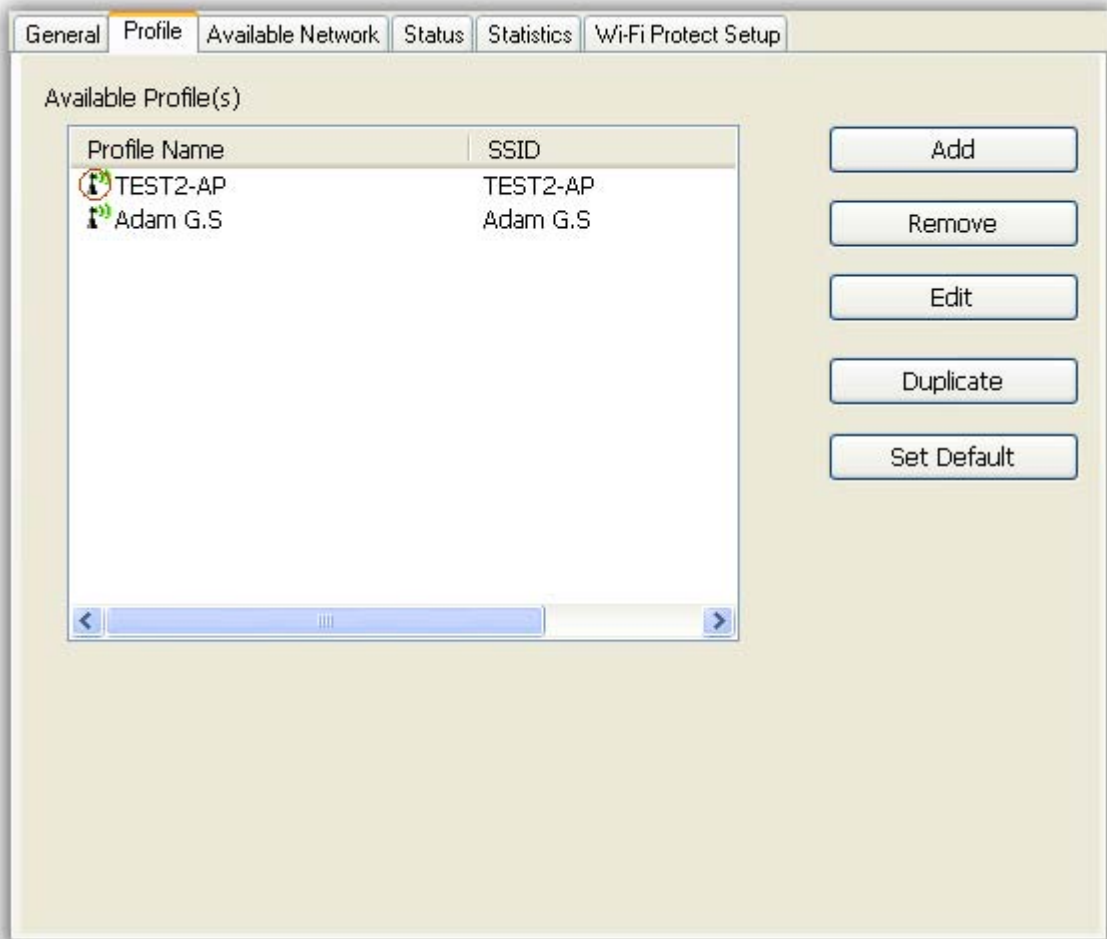 General Profile Available Network Status Statistics Wi-Fi Protect Setup
Available Profile(s)
Profile Name SSID
TEST2-AP TEST2-AP
Adam G.S Adam G.S
Add
Remove
Edit
Duplicate
Set Default